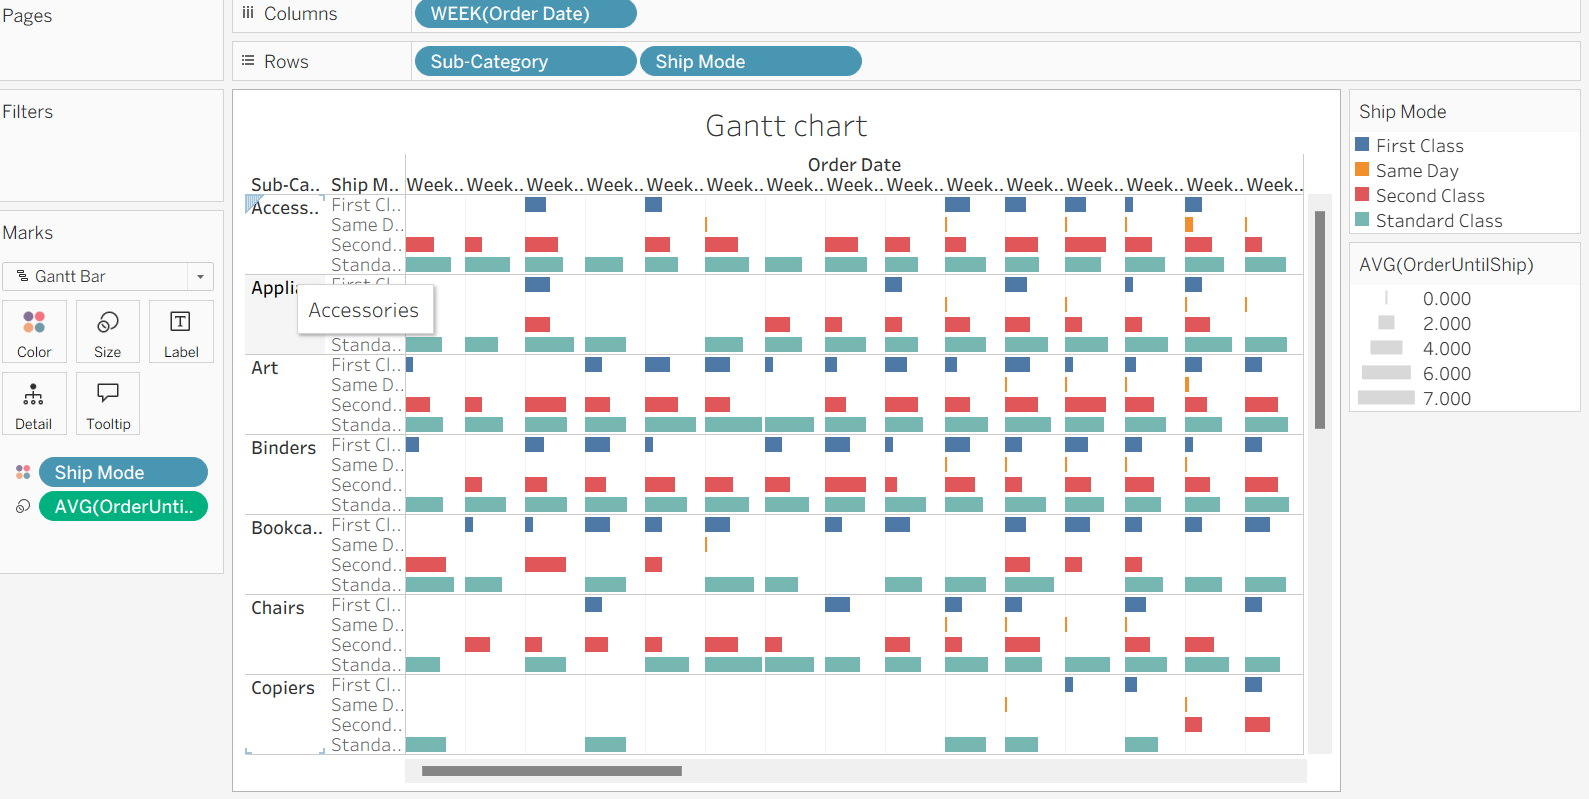 Pages
Columns WEEK(Order Date)
Rows Sub-Category Ship Mode
Filters
Marks
Gantt Bar
Color Size Label
Detail Tooltip
Ship Mode
AVG(OrderUnti..
Gantt chart
Order Date
Sub-Ca.. Ship M.. Week.. Week.. Week.. Week.. Week.. Week.. Week.. Week.. Week.. Week.. Week.. Week.. Week.. Week.. Week..
Access.. First Cl..
Same D..
Second..
Standa..
Appli
Accessories
Standa..
Art First Cl..
Same D..
Second..
Standa..
Binders First Cl..
Same D..
Second..
Standa..
Bookca.. First Cl..
Same D..
Second..
Standa..
Chairs First Cl..
Same D..
Second..
Standa..
Copiers First Cl..
Same D..
Second..
Standa..
Ship Mode
First Class
Same Day
Second Class
Standard Class
AVG(OrderUntilShip)
0.000
2.000
4.000
6.000
7.000